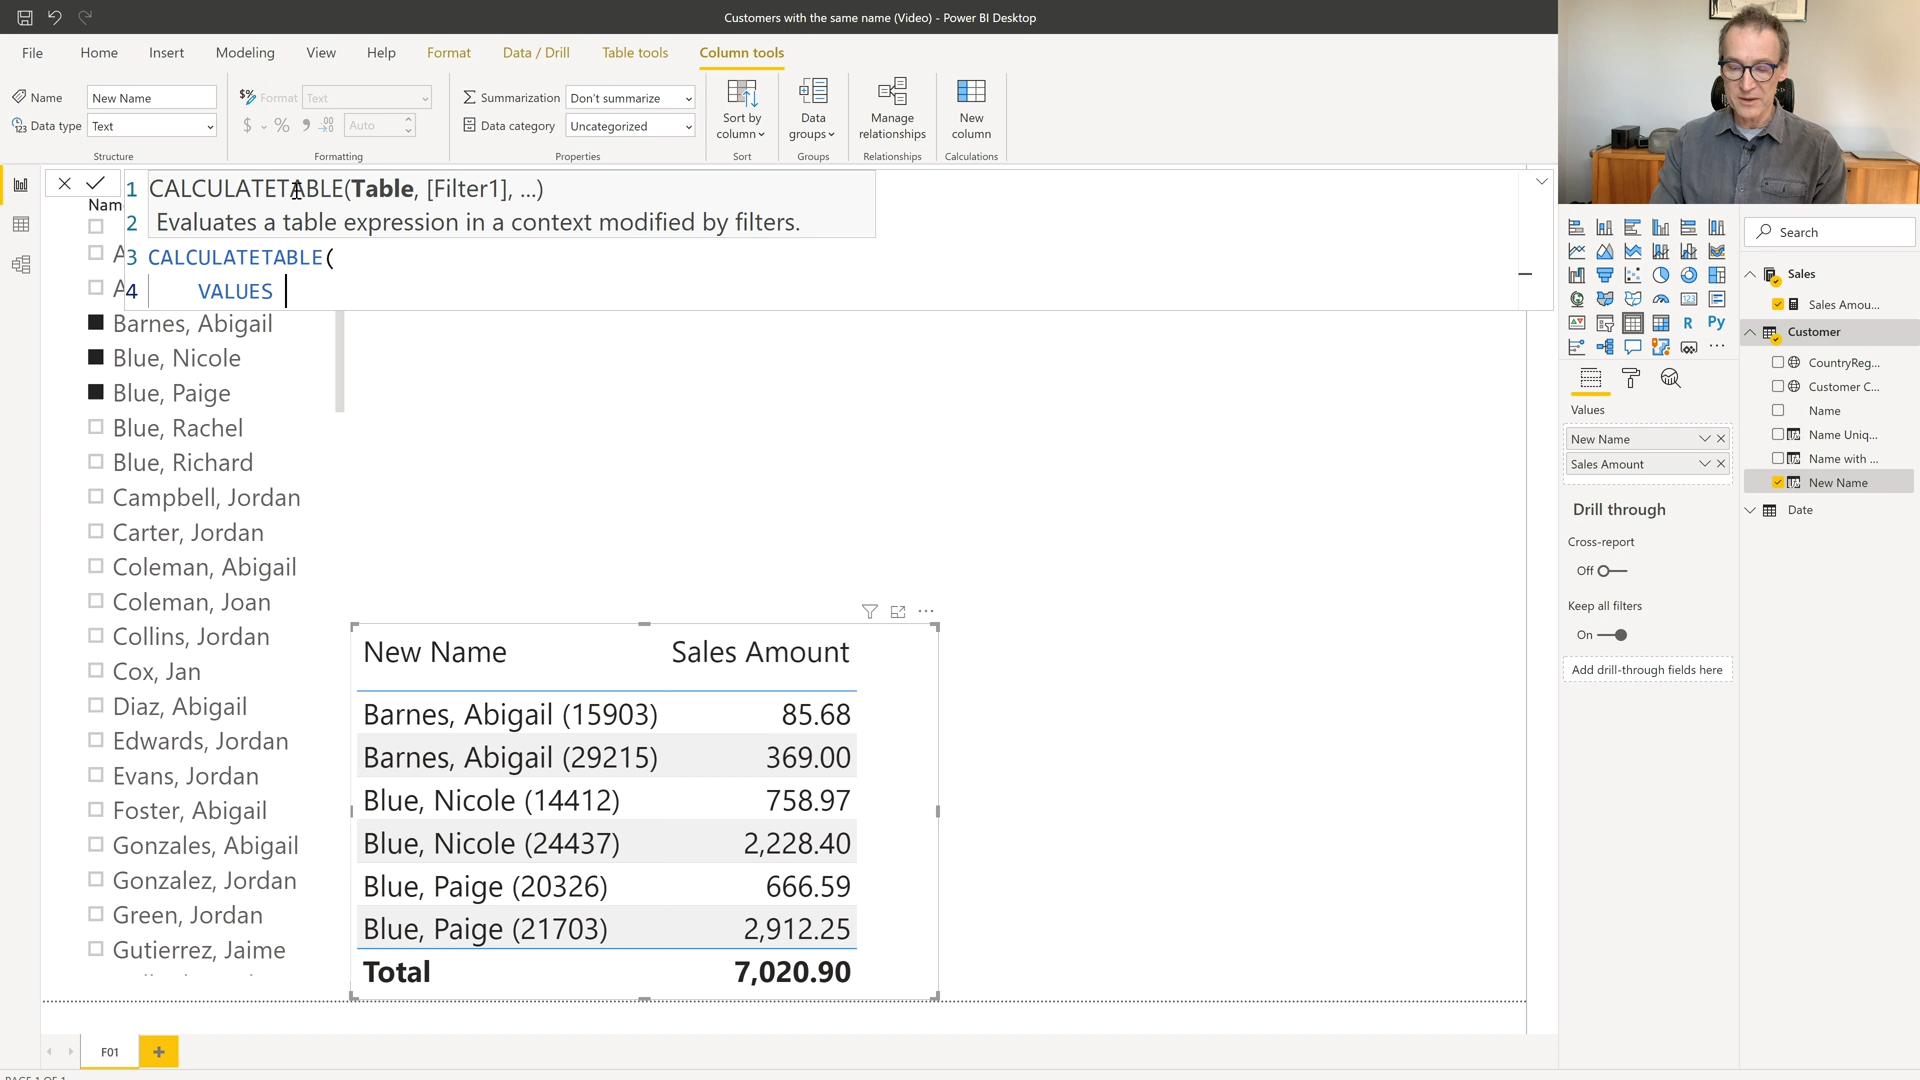 Customers with the same name (Video) - Power BI Desktop
File Home Insert Modeling View Help Format Data / Drill Table tools Column tools
Name New Name
Data type Text
Structure
$% Format Text
$ % Auto
Formatting
Summarization Don't summarize
Data category Uncategorized
Properties
Sort by column
Sort
Data groups
Groups
Manage relationships
Relationships
New column
Calculations
1 CALCULATETABLE(Table, [Filter1], ...)
2 Evaluates a table expression in a context modified by filters.
3 CALCULATETABLE(
4 VALUES
Nam
A
A
Barnes, Abigail
Blue, Nicole
Blue, Paige
Blue, Rachel
Blue, Richard
Campbell, Jordan
Carter, Jordan
Coleman, Abigail
Coleman, Joan
Collins, Jordan
Cox, Jan
Diaz, Abigail
Edwards, Jordan
Evans, Jordan
Foster, Abigail
Gonzales, Abigail
Gonzalez, Jordan
Green, Jordan
Gutierrez, Jaime
New Name Sales Amount
Barnes, Abigail (15903) 85.68
Barnes, Abigail (29215) 369.00
Blue, Nicole (14412) 758.97
Blue, Nicole (24437) 2,228.40
Blue, Paige (20326) 666.59
Blue, Paige (21703) 2,912.25
Total 7,020.90
F01
R Py
Values
New Name
Sales Amount
Drill through
Cross-report
Off
Keep all filters
On
Add drill-through fields here
Search
Sales
Sales Amou...
Customer
CountryReg...
Customer C...
Name
Name Uniq...
Name with ...
New Name
Date